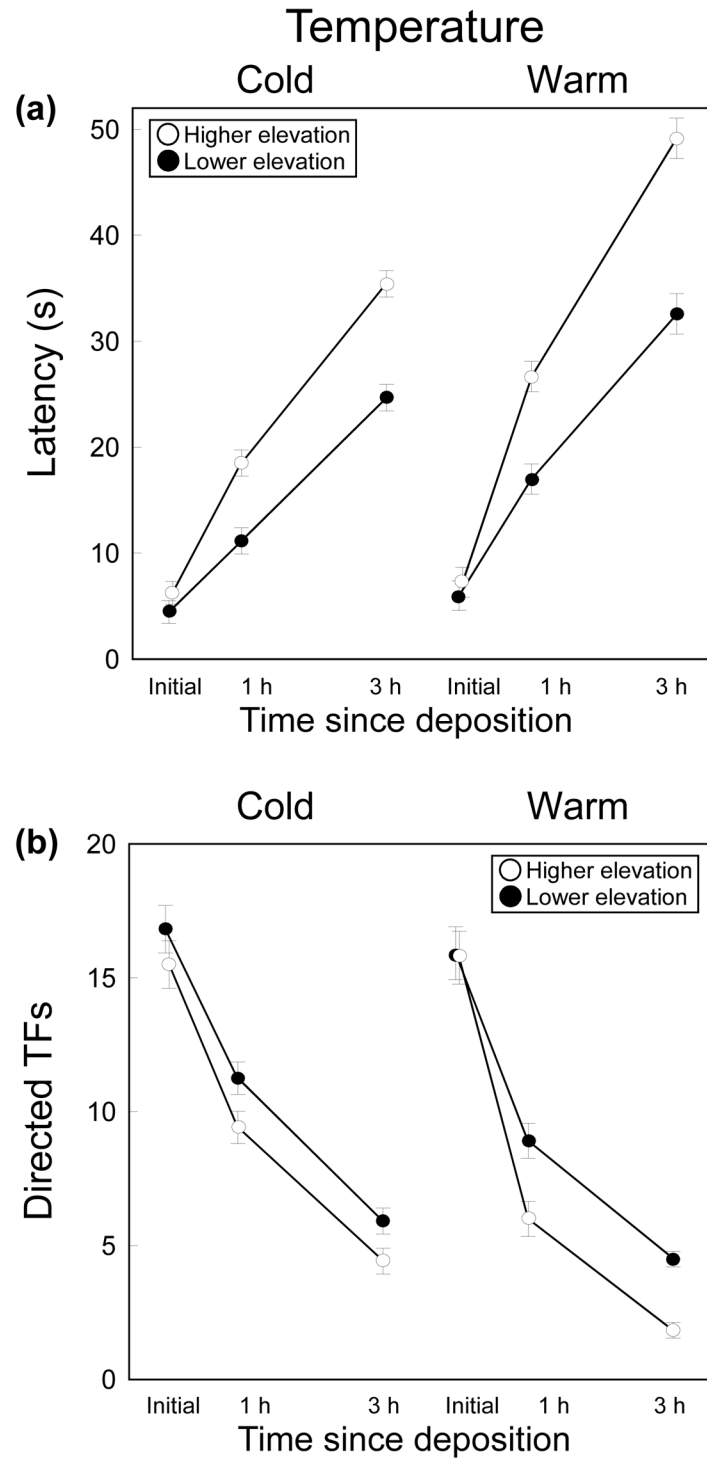 Temperature
Cold Warm
(a)
50
40
30
20
10
0
Latency (s)
Higher elevation
Lower elevation
Initial 1 h 3 h Initial 1 h 3 h
Time since deposition
Cold Warm
(b)
20
15
10
5
0
Directed TFs
Higher elevation
Lower elevation
Initial 1 h 3 h Initial 1 h 3 h
Time since deposition